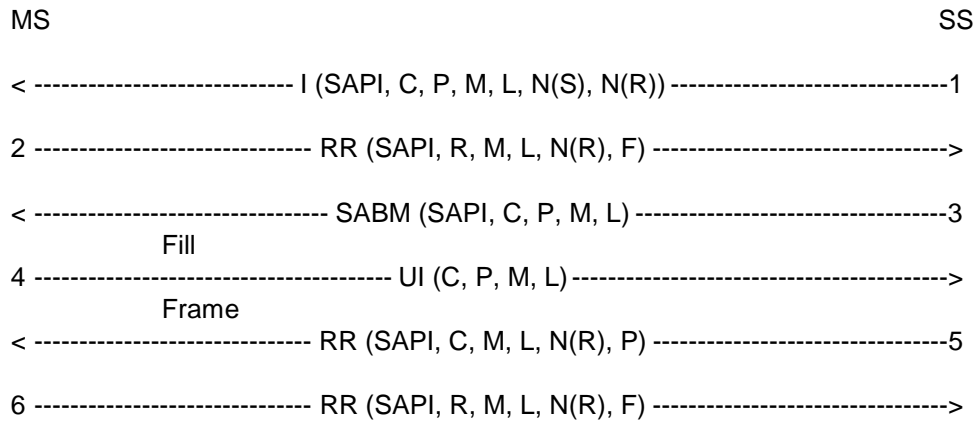 MS SS
< ----------------------------- I (SAPI, C, P, M, L, N(S), N(R)) -------------------------------1
2 ------------------------------- RR (SAPI, R, M, L, N(R), F) --------------------------------->
< --------------------------------- SABM (SAPI, C, P, M, L) -----------------------------------3
Fill
4 ---------------------------------------- UI (C, P, M, L) ------------------------------------------>
Frame
< ------------------------------- RR (SAPI, C, M, L, N(R), P) ---------------------------------5
6 ------------------------------- RR (SAPI, R, M, L, N(R), F) --------------------------------->